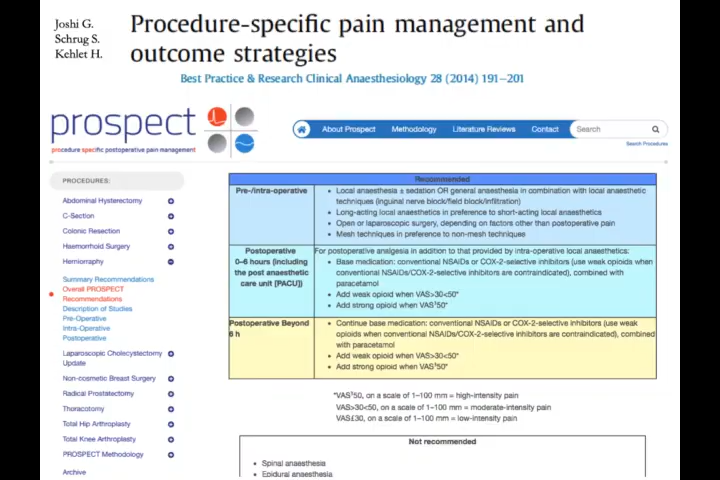 Joshi G.
Schrug S.
Kehlet H.
Procedure-specific pain management and
outcome strategies
Best Practice & Research Clinical Anaesthesiology 28 (2014) 191–201
prospect
procedure specific postoperative pain management
About Prospect
Methodology
Literature Reviews
Contact
Search
Search Procedures
PROCEDURES:
Abdominal Hysterectomy
C-Section
Colonic Resection
Haemorrhoid Surgery
Herniorraphy
Summary Recommendations
Overall PROSPECT
Recommendations
Description of Studies
Pre-Operative
Intra-Operative
Postoperative
Laparoscopic Cholecystectomy
Update
Non-cosmetic Breast Surgery
Radical Prostatectomy
Thoracotomy
Total Hip Arthroplasty
Total Knee Arthroplasty
PROSPECT Methodology
Archive
Recommended
Pre-/intra-operative
• Local anaesthesia ± sedation OR general anaesthesia in combination with local anaesthetic
techniques (inguinal nerve block/field block/infiltration)
• Long-acting local anaesthetics in preference to short-acting local anaesthetics
• Open or laparoscopic surgery, depending on factors other than postoperative pain
• Mesh techniques in preference to non-mesh techniques
Postoperative
0–6 hours (including
the post anaesthetic
care unit [PACU])
For postoperative analgesia in addition to that provided by intra-operative local anaesthetics:
• Base medication: conventional NSAIDs or COX-2-selective inhibitors (use weak opioids when
conventional NSAIDs/COX-2-selective inhibitors are contraindicated), combined with
paracetamol
• Add weak opioid when VAS>30<50*
• Add strong opioid when VAS³50*
Postoperative Beyond
6 h
• Continue base medication: conventional NSAIDs or COX-2-selective inhibitors (use weak
opioids when conventional NSAIDs/COX-2-selective inhibitors are contraindicated), combined
with paracetamol
• Add weak opioid when VAS>30<50*
• Add strong opioid when VAS³50*
*VAS³50, on a scale of 1–100 mm = high-intensity pain
VAS>30<50, on a scale of 1–100 mm = moderate-intensity pain
VAS£30, on a scale of 1–100 mm = low-intensity pain
Not recommended
• Spinal anaesthesia
• Epidural anaesthesia